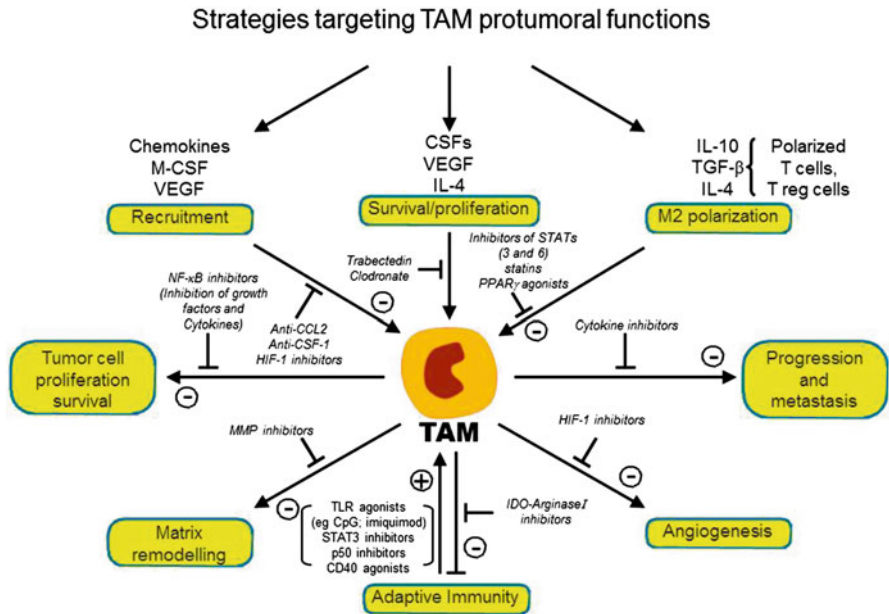 Strategies targeting TAM protumoral functions
Chemokines
M-CSF
VEGF
Recruitment
CSFs
VEGF
IL-4
Survival/proliferation
IL-10
TGF-β
IL-4
Polarized
T cells,
T reg cells
M2 polarization
NF-κB inhibitors
(Inhibition of growth
factors and
Cytokines)
Anti-CCL2
Anti-CSF-1
HIF-1 inhibitors
Trabectedin
Clodronate
Inhibitors of STATs
(3 and 6)
statins
PPARγ agonists
Cytokine inhibitors
Tumor cell
proliferation
survival
TAM
Progression
and
metastasis
MMP inhibitors
HIF-1 inhibitors
Matrix
remodelling
TLR agonists
(eg CpG; imiquimod)
STAT3 inhibitors
p50 inhibitors
CD40 agonists
IDO-ArginaseI
inhibitors
Angiogenesis
Adaptive Immunity